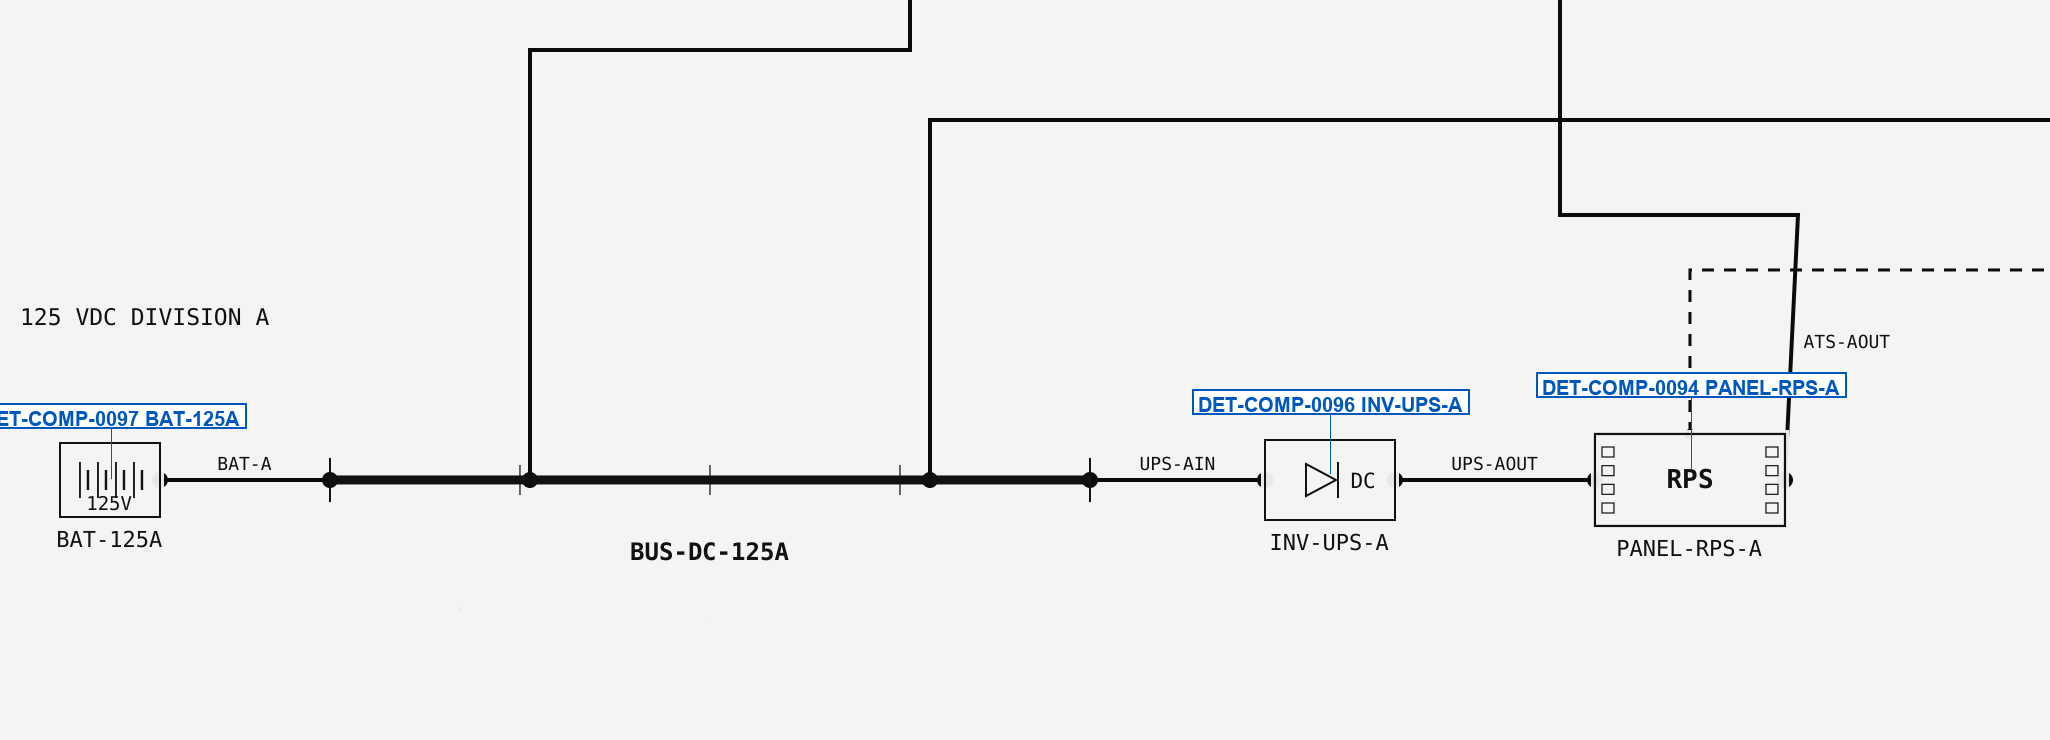 125 VDC DIVISION A
ATS-AOUT
ET-COMP-0097 BAT-125A
DET-COMP-0096 INV-UPS-A
DET-COMP-0094 PANEL-RPS-A
BAT-A
UPS-AIN
UPS-AOUT
125V
DC
RPS
BAT-125A
BUS-DC-125A
INV-UPS-A
PANEL-RPS-A